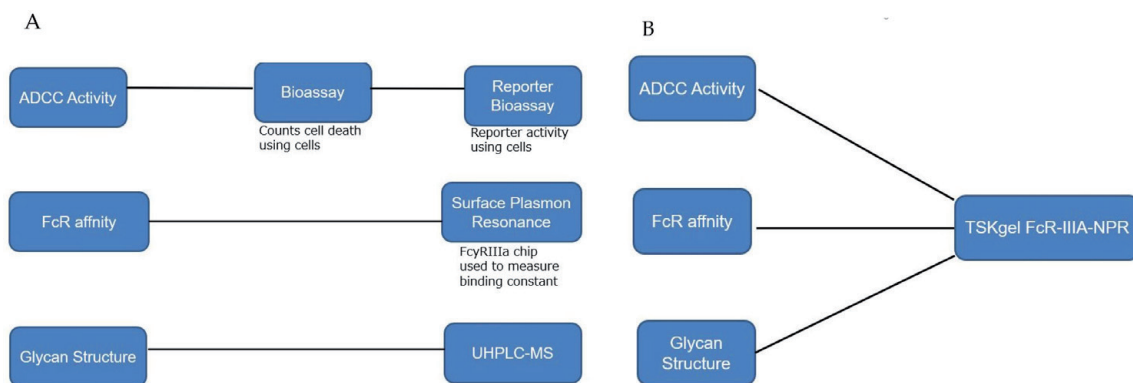 A
ADCC Activity
Bioassay
Reporter
Bioassay
Counts cell death
using cells
Reporter activity
using cells
FcR affnity
Surface Plasmon
Resonance
FcyRIIIa chip
used to measure
binding constant
Glycan Structure
UHPLC-MS
B
ADCC Activity
FcR affnity
TSKgel FcR-IIIA-NPR
Glycan
Structure